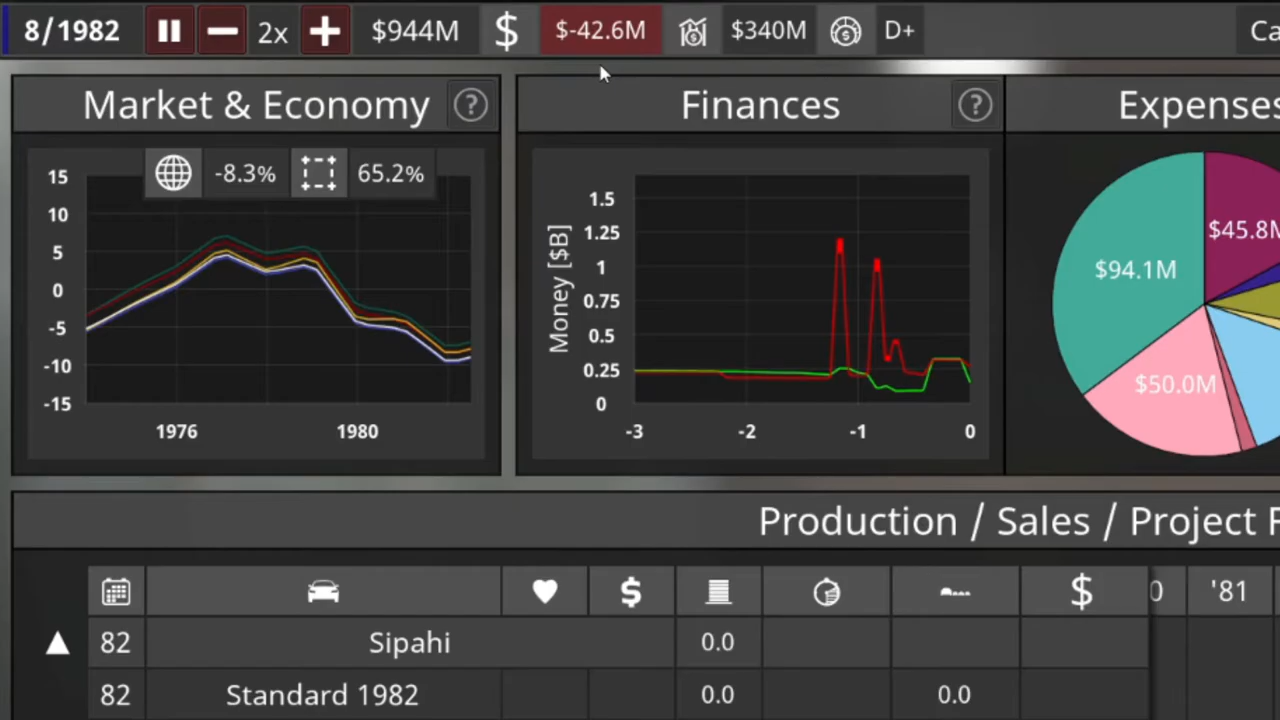 8/1982 2x $944M $ $-42.6M $340M D+ Ca
Market & Economy ? Finances ? Expenses
-8.3% 65.2%
15
10
5
0
-5
-10
-15
1976 1980
Money [$B]
1.5
1.25
1
0.75
0.5
0.25
0
-3 -2 -1 0
$45.8M
$94.1M
$50.0M
Production / Sales / Project F
$ $ 0 '81
82 Sipahi 0.0
82 Standard 1982 0.0 0.0